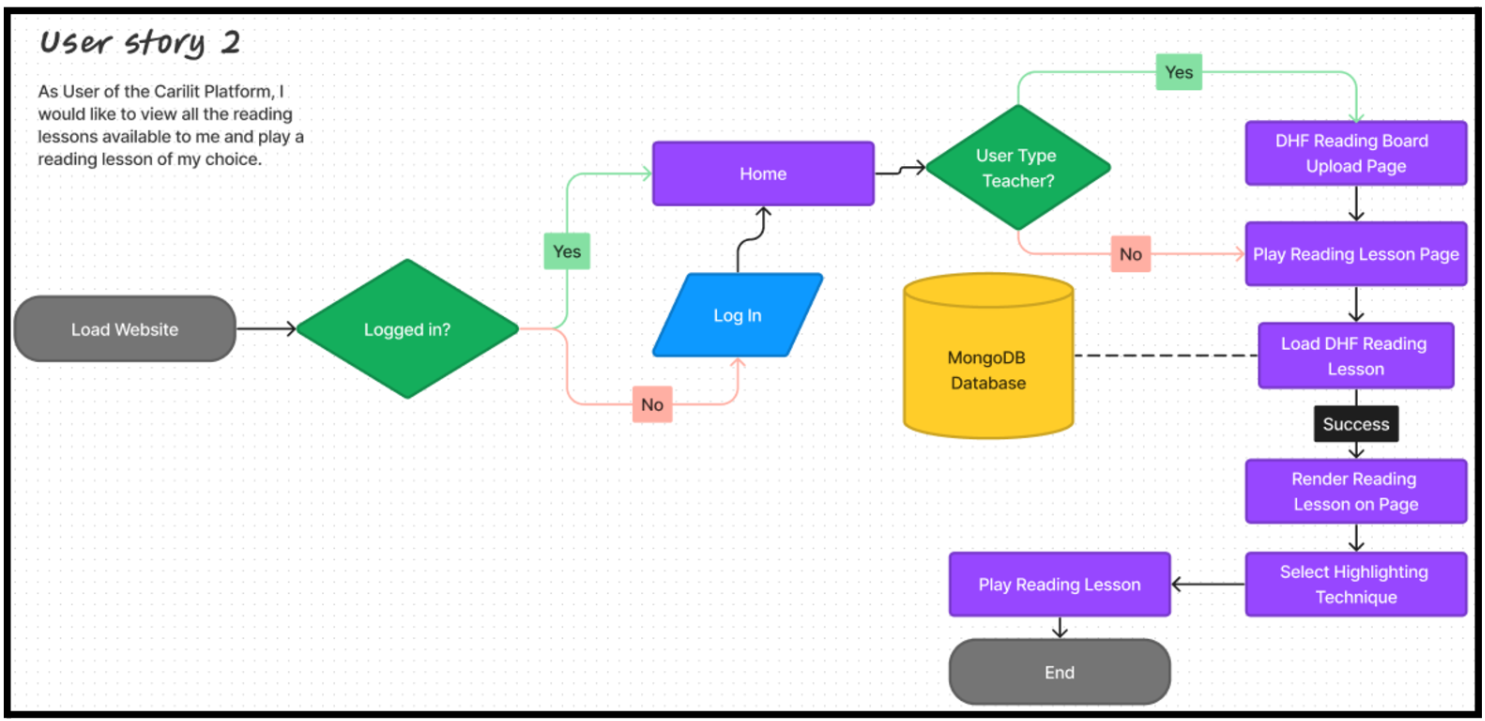 User story 2
As User of the Carilit Platform, I
would like to view all the reading
lessons available to me and play a
reading lesson of my choice.
Load Website
Logged in?
Yes
No
Log In
Home
User Type
Teacher?
Yes
No
DHF Reading Board
Upload Page
Play Reading Lesson Page
MongoDB
Database
Load DHF Reading
Lesson
Success
Render Reading
Lesson on Page
Select Highlighting
Technique
Play Reading Lesson
End